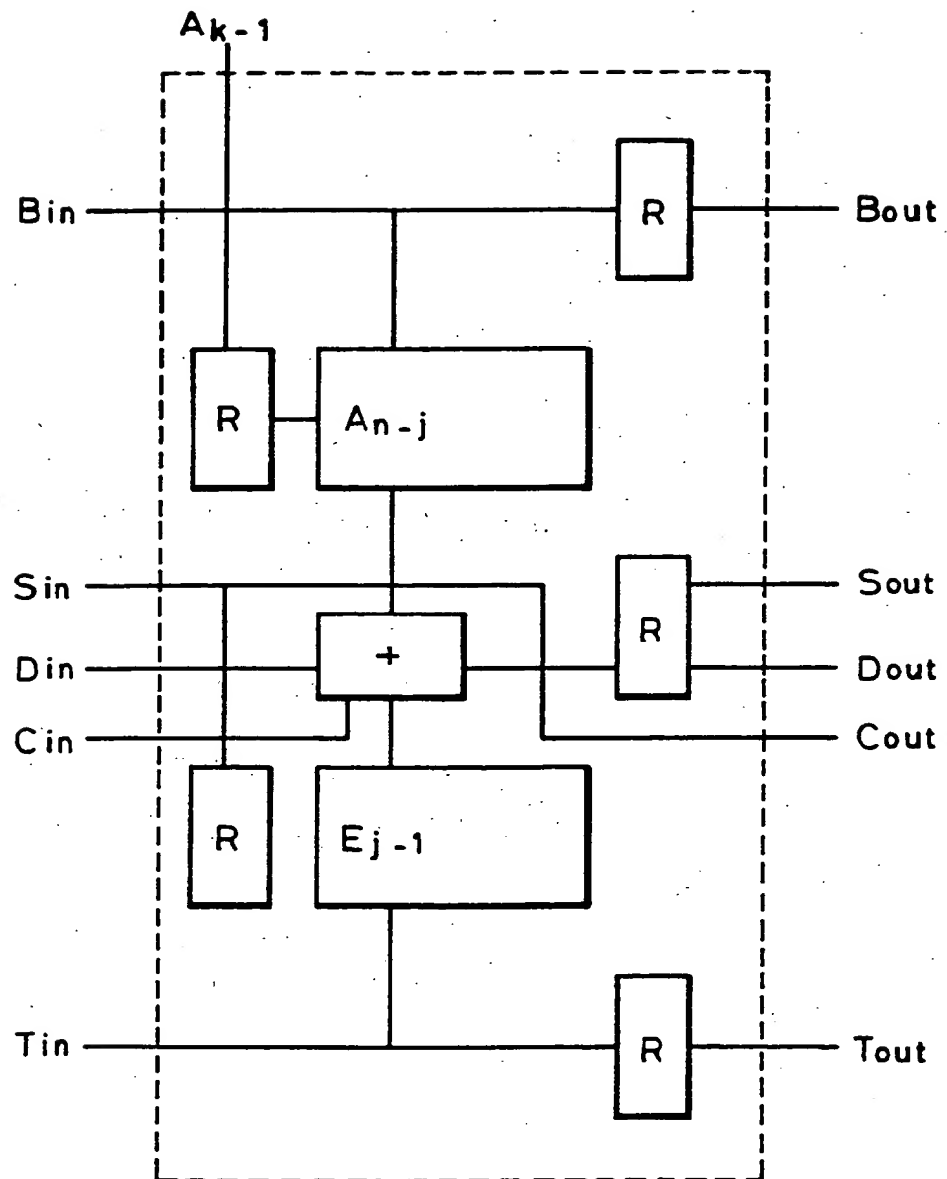 Ak-1
Bin R Bout
R An-j
Sin Sout
R
Din + Dout
Cin Cout
R Ej-1
Tin R Tout